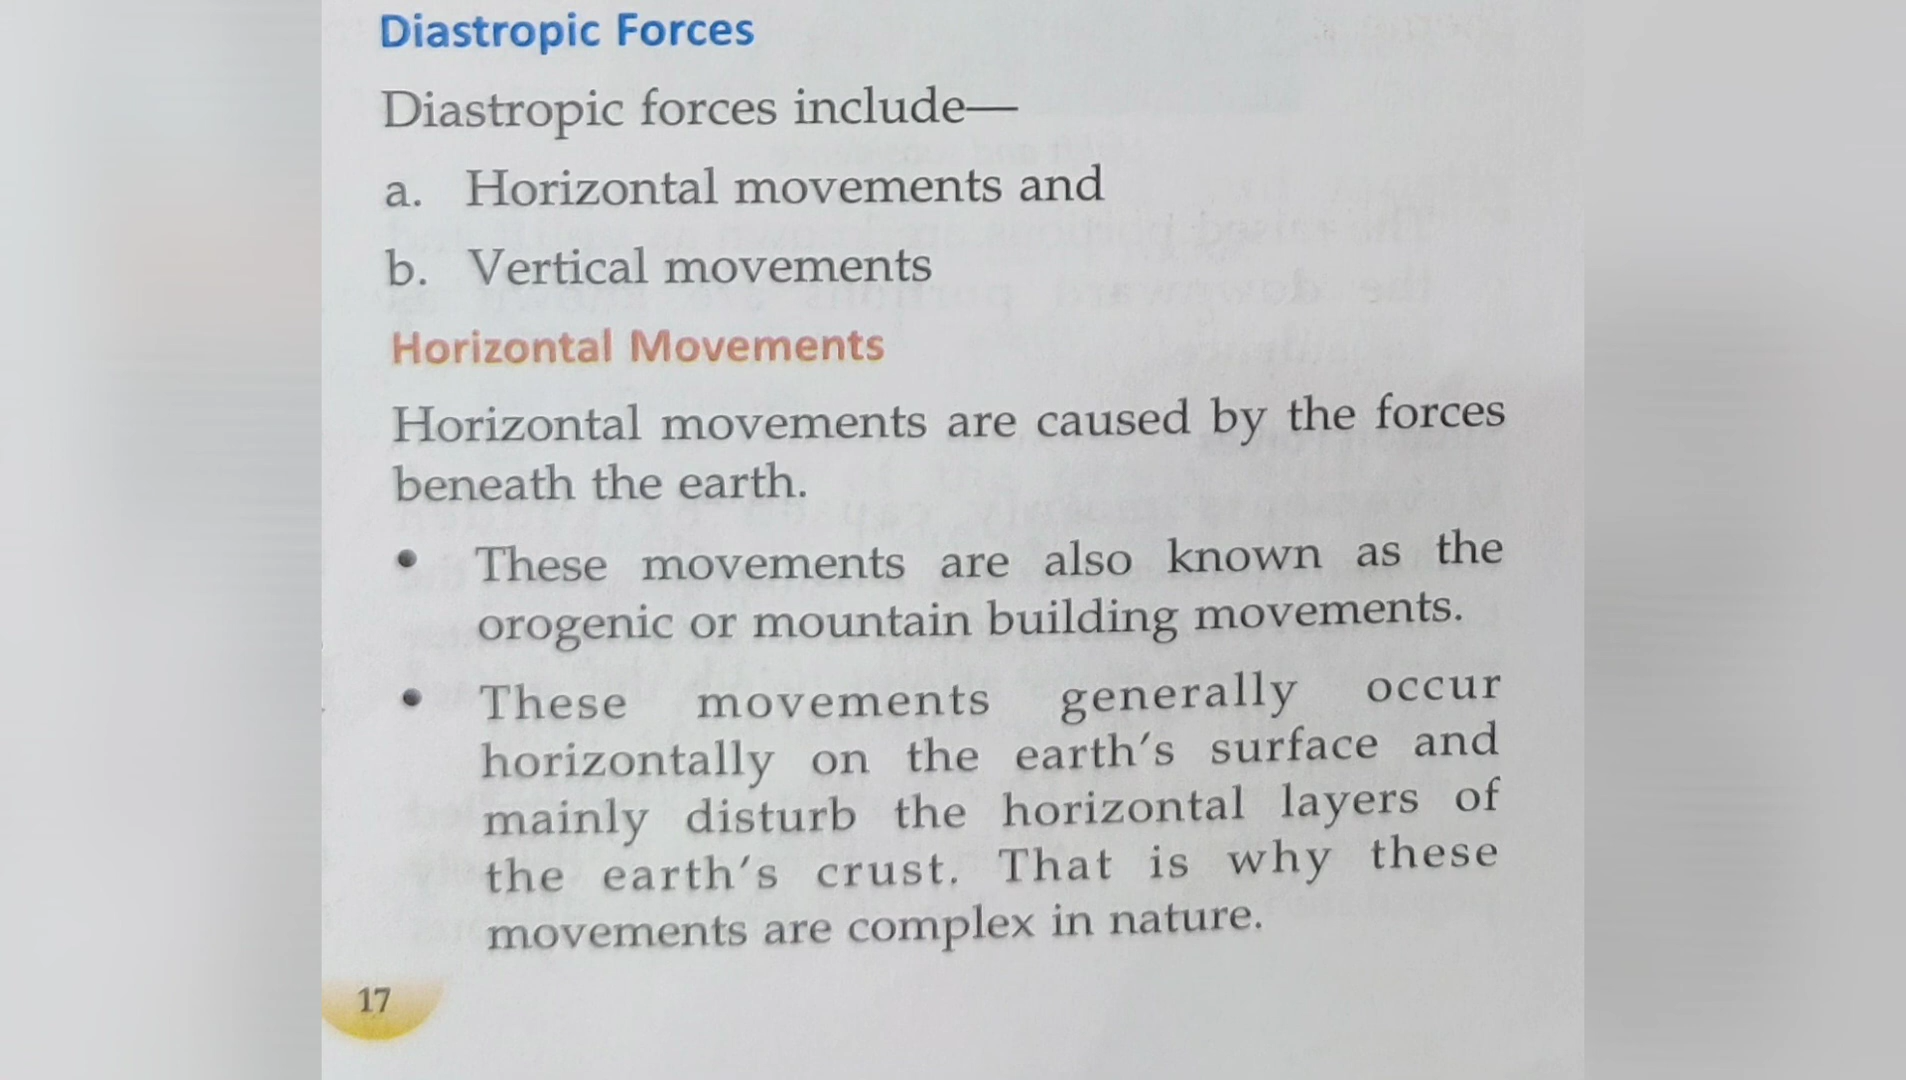 Diastropic Forces
Diastropic forces include—
a. Horizontal movements and
b. Vertical movements
Horizontal Movements
Horizontal movements are caused by the forces
beneath the earth.
• These movements are also known as the
orogenic or mountain building movements.
• These movements generally occur
horizontally on the earth's surface and
mainly disturb the horizontal layers of
the earth's crust. That is why these
movements are complex in nature.
17